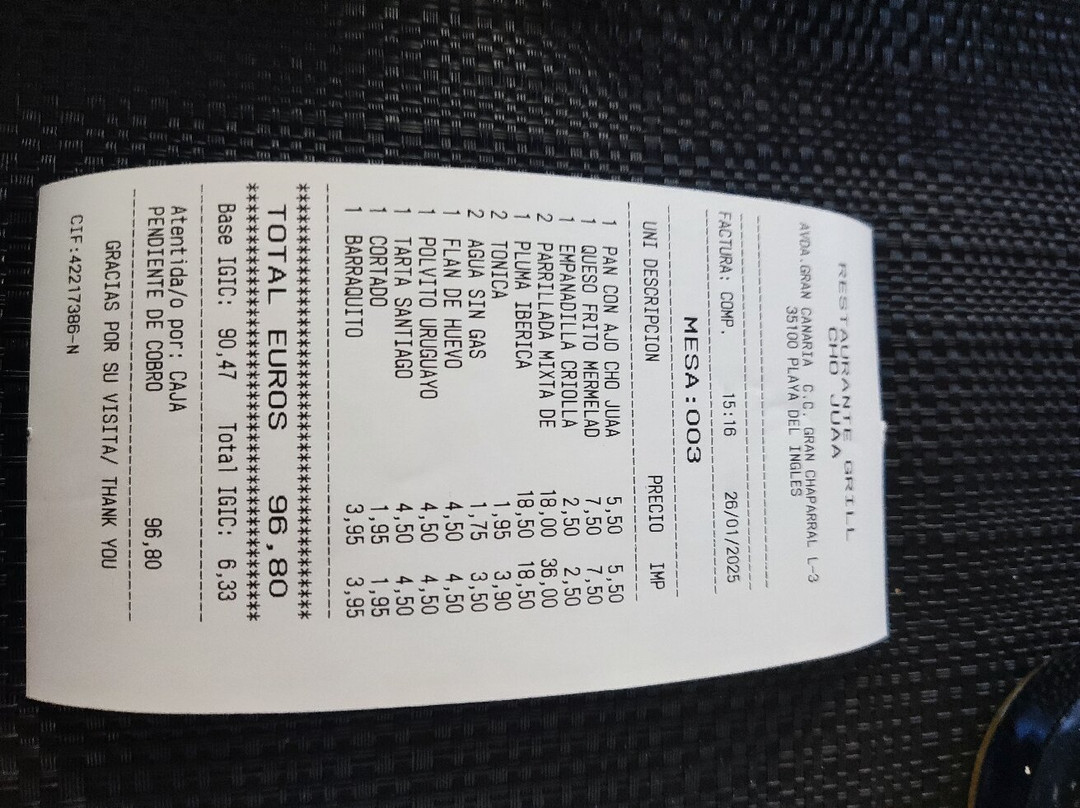 RESTAURANTE GRILL
CHO JUAA
AVDA.GRAN CANARIA C.C. GRAN CHAPARRAL L-3
35100 PLAYA DEL INGLES
FACTURA: COMP. 15:16 26/01/2025
MESA:003
UNI DESCRIPCION PRECIO IMP
1 PAN CON AJO CHO JUAA 5,50 5,50
1 QUESO FRITO MERMELAD 7,50 7,50
1 EMPANADILLA CRIOLLA 2,50 2,50
2 PARRILLADA MIXTA DE 18,00 36,00
1 PLUMA IBERICA 18,50 18,50
2 TONICA 1,95 3,90
2 AGUA SIN GAS 1,75 3,50
1 FLAN DE HUEVO 4,50 4,50
1 POLVITO URUGUAYO 4,50 4,50
1 TARTA SANTIAGO 4,50 4,50
1 CORTADO 1,95 1,95
1 BARRAQUITO 3,95 3,95
TOTAL EUROS 96,80
Base IGIC: 90,47 Total IGIC: 6,33
Atentida/o por: CAJA
PENDIENTE DE COBRO 96,80
GRACIAS POR SU VISITA/ THANK YOU
CIF:42217386-N